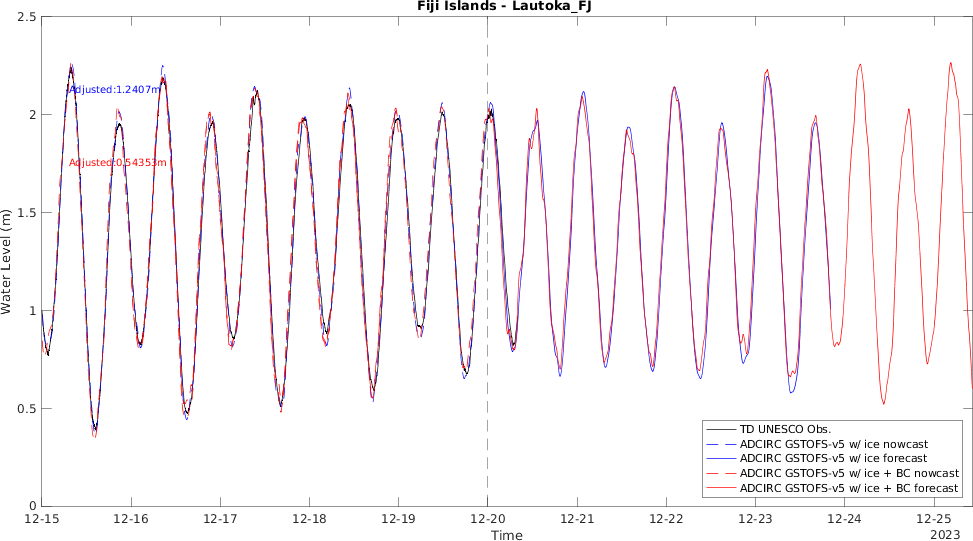 Fiji Islands - Lautoka_FJ
2.5
2
1.5
1
0.5
0
Water Level (m)
Adjusted:1.2407m
Adjusted:0.54353m
TD UNESCO Obs.
ADCIRC GSTOFS-v5 w/ ice nowcast
ADCIRC GSTOFS-v5 w/ ice forecast
ADCIRC GSTOFS-v5 w/ ice + BC nowcast
ADCIRC GSTOFS-v5 w/ ice + BC forecast
12-15 12-16 12-17 12-18 12-19 12-20 12-21 12-22 12-23 12-24 12-25
Time
2023